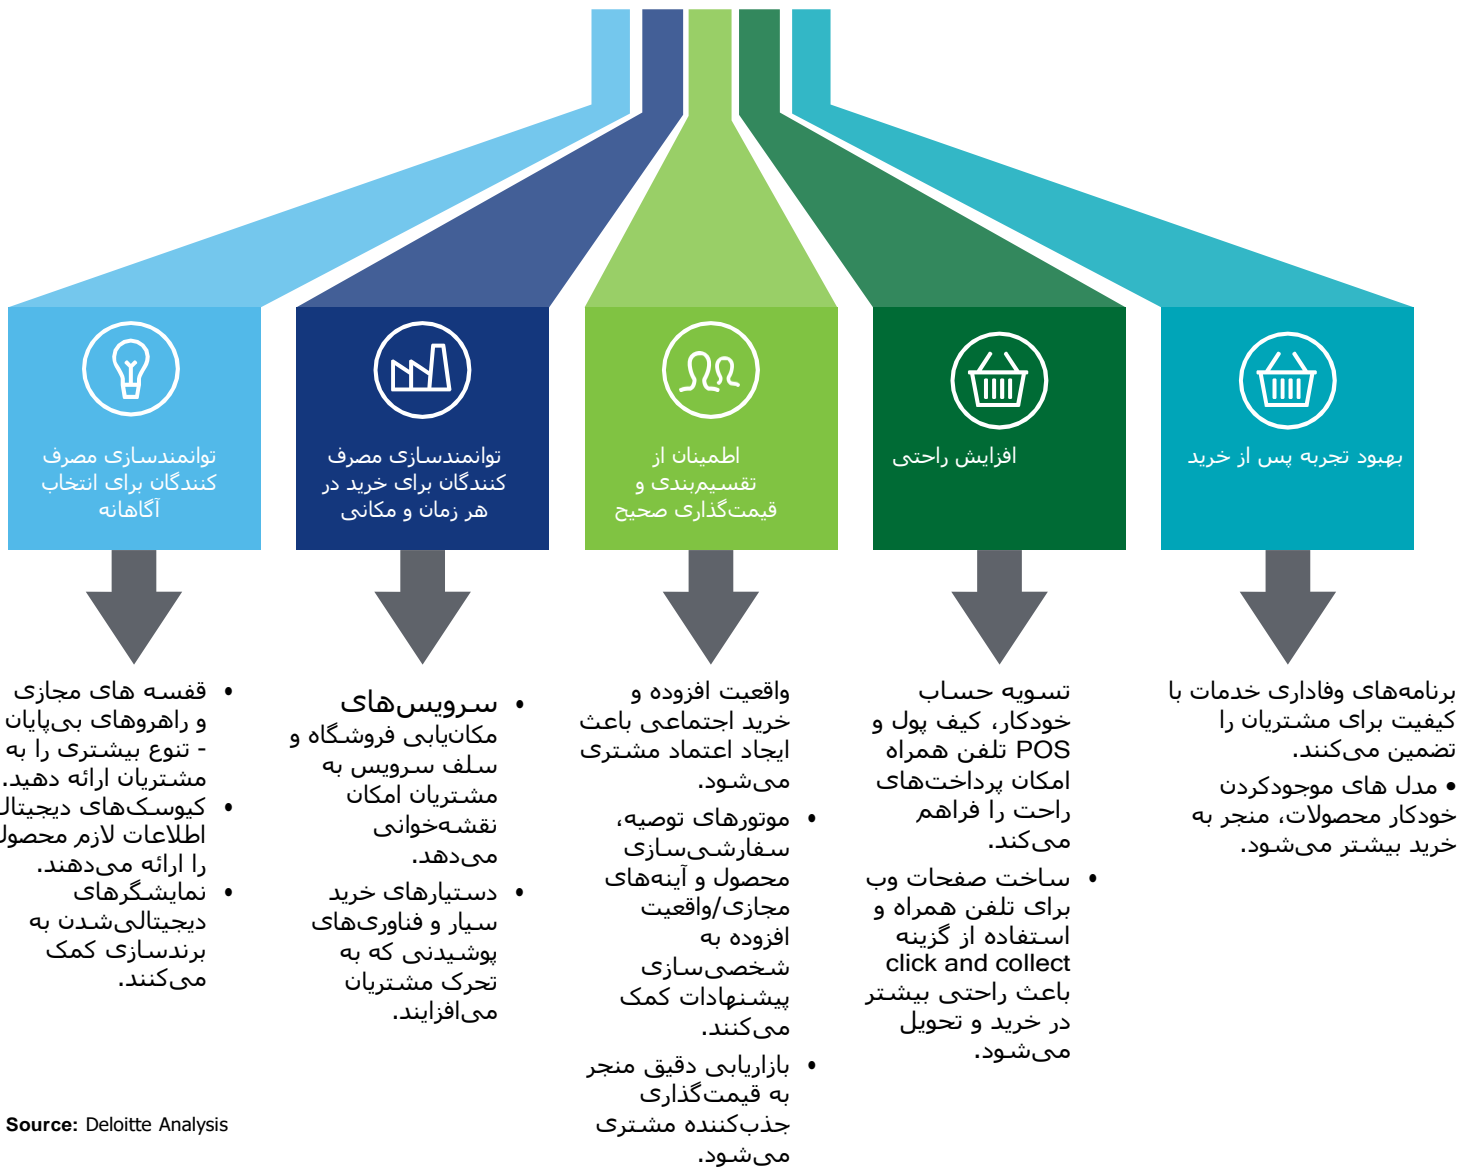 توانمندسازی مصرف
کنندگان برای انتخاب
آگاهانه
توانمندسازی مصرف
کنندگان برای خرید در
هر زمان و مکانی
اطمینان از
تقسیم‌بندی و
قیمت‌گذاری صحیح
افزایش راحتی
بهبود تجربه پس از خرید
• قفسه های مجازی
و راهروهای بی‌پایان
- تنوع بیشتری را به
مشتریان ارائه دهید.
• کیوسک‌های دیجیتال
اطلاعات لازم محصول
را ارائه می‌دهند.
• نمایشگرهای
دیجیتالی‌شدن به
برندسازی کمک
می‌کنند.
• سرویس‌های
مکان‌یابی فروشگاه و
سلف سرویس به
مشتریان امکان
نقشه‌خوانی
می‌دهد.
• دستیارهای خرید
سیار و فناوری‌های
پوشیدنی که به
تحرک مشتریان
می‌افزایند.
واقعیت افزوده و
خرید اجتماعی باعث
ایجاد اعتماد مشتری
می‌شود.
• موتورهای توصیه،
سفارشی‌سازی
محصول و آینه‌های
مجازی/واقعیت
افزوده به
شخصی‌سازی
پیشنهادات کمک
می‌کنند.
• بازاریابی دقیق منجر
به قیمت‌گذاری
جذب‌کننده مشتری
می‌شود.
تسویه حساب
خودکار، کیف پول و
POS تلفن همراه
امکان پرداخت‌های
راحت را فراهم
می‌کند.
• ساخت صفحات وب
برای تلفن همراه و
استفاده از گزینه
click and collect
باعث راحتی بیشتر
در خرید و تحویل
می‌شود.
برنامه‌های وفاداری خدمات با
کیفیت برای مشتریان را
تضمین می‌کنند.
• مدل های موجودکردن
خودکار محصولات، منجر به
خرید بیشتر می‌شود.
Source: Deloitte Analysis